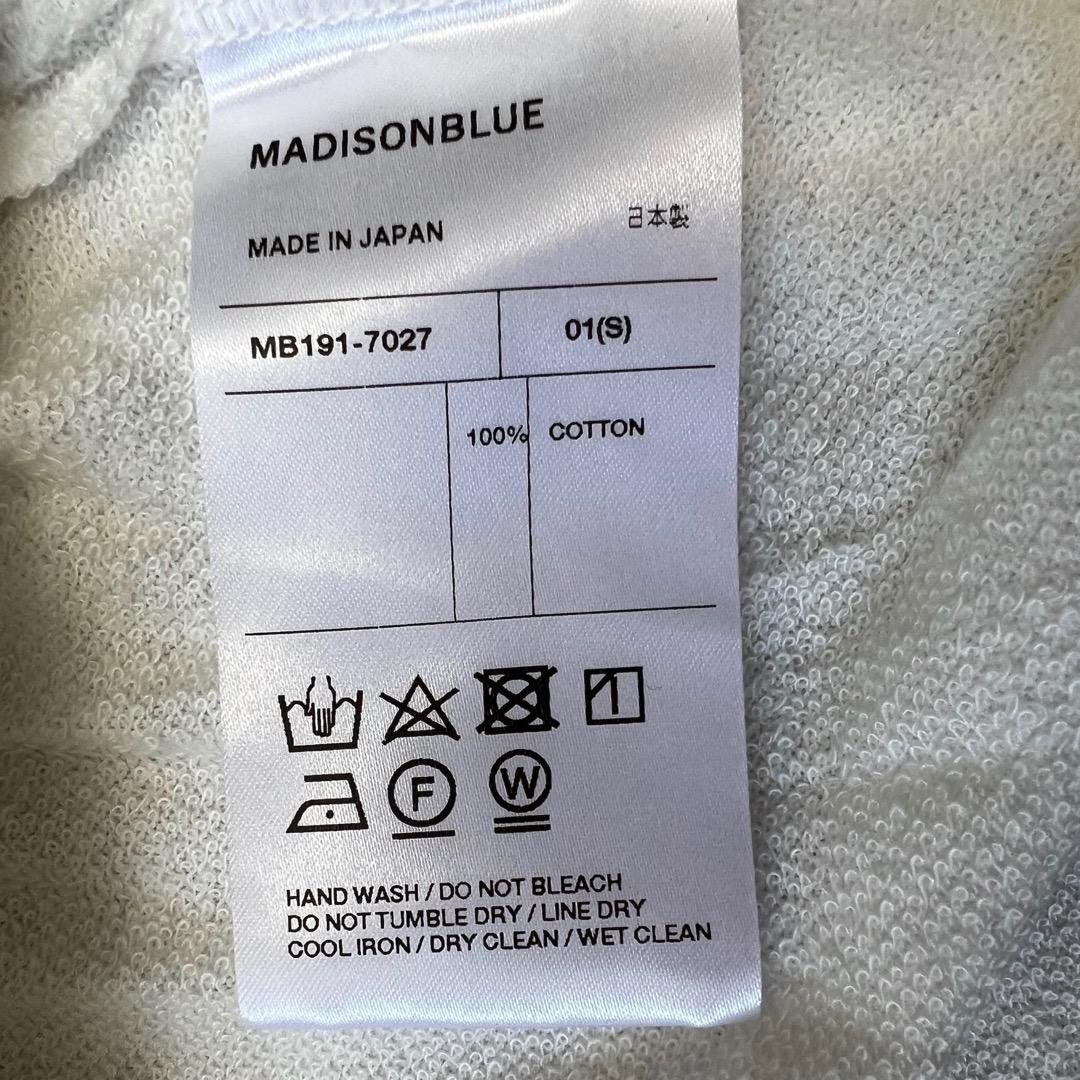 MADISONBLUE
MADE IN JAPAN 日本製
MB191-7027 01(S)
100% COTTON
F W
HAND WASH / DO NOT BLEACH
DO NOT TUMBLE DRY / LINE DRY
COOL IRON / DRY CLEAN / WET CLEAN